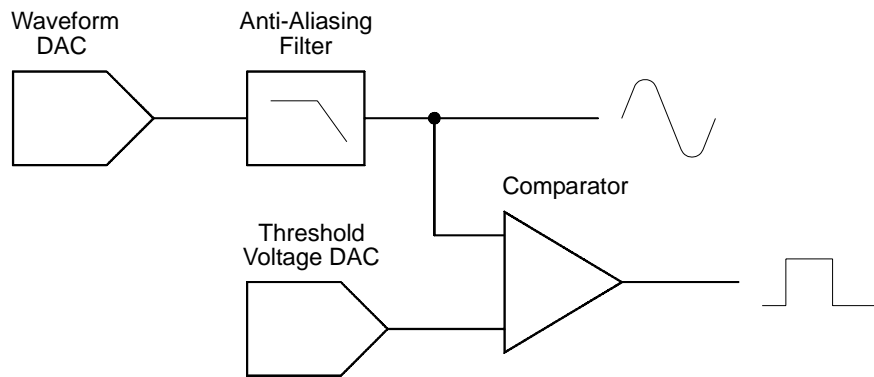 Waveform
DAC
Anti-Aliasing
Filter
Comparator
Threshold
Voltage DAC